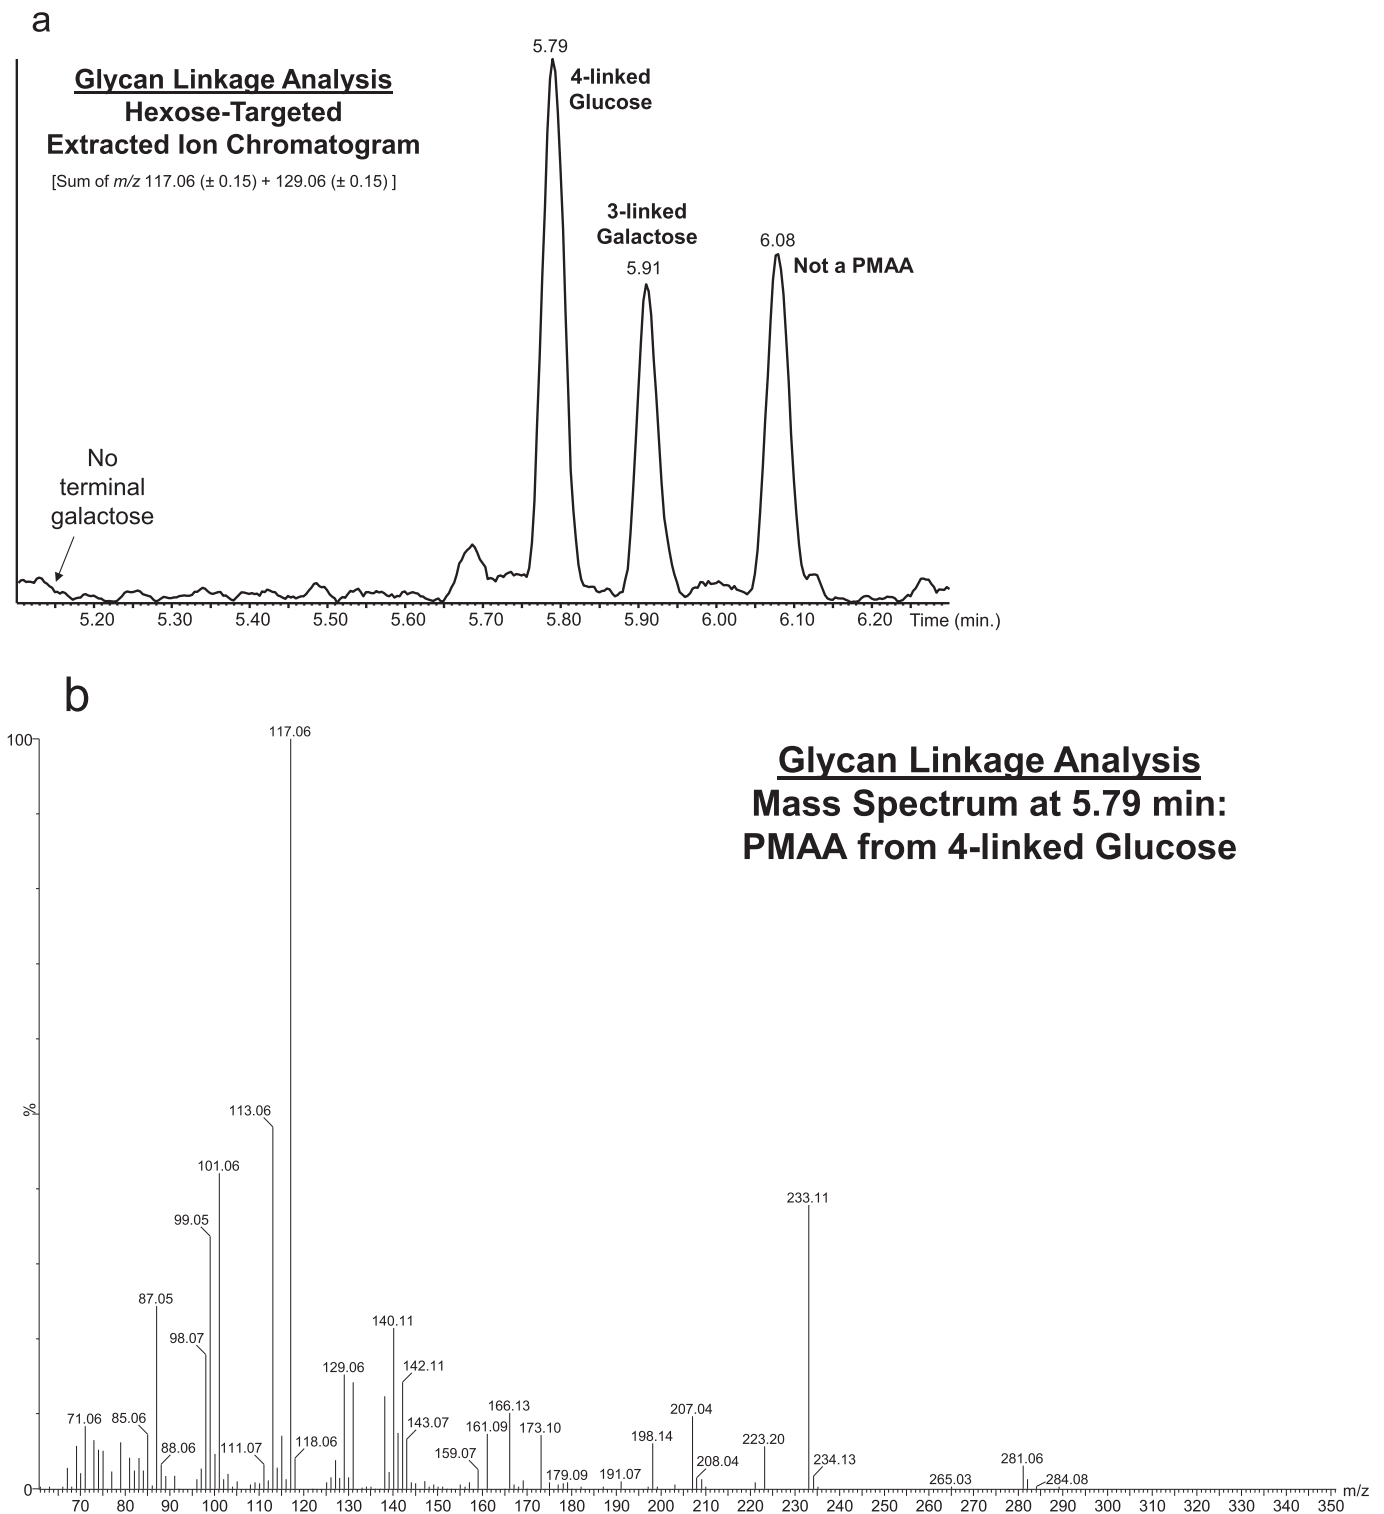 a
Glycan Linkage Analysis
Hexose-Targeted
Extracted Ion Chromatogram
[Sum of m/z 117.06 (± 0.15) + 129.06 (± 0.15) ]
5.79
4-linked
Glucose
3-linked
Galactose
5.91
6.08
Not a PMAA
No
terminal
galactose
5.20 5.30 5.40 5.50 5.60 5.70 5.80 5.90 6.00 6.10 6.20 Time (min.)
b
Glycan Linkage Analysis
Mass Spectrum at 5.79 min:
PMAA from 4-linked Glucose
100
%
0
117.06
113.06
101.06
99.05
87.05
98.07
71.06
85.06
88.06
111.07
118.06
129.06
140.11
142.11
143.07
159.07
161.09
166.13
173.10
179.09
191.07
198.14
207.04
208.04
223.20
233.11
234.13
265.03
281.06
284.08
70 80 90 100 110 120 130 140 150 160 170 180 190 200 210 220 230 240 250 260 270 280 290 300 310 320 330 340 350 m/z